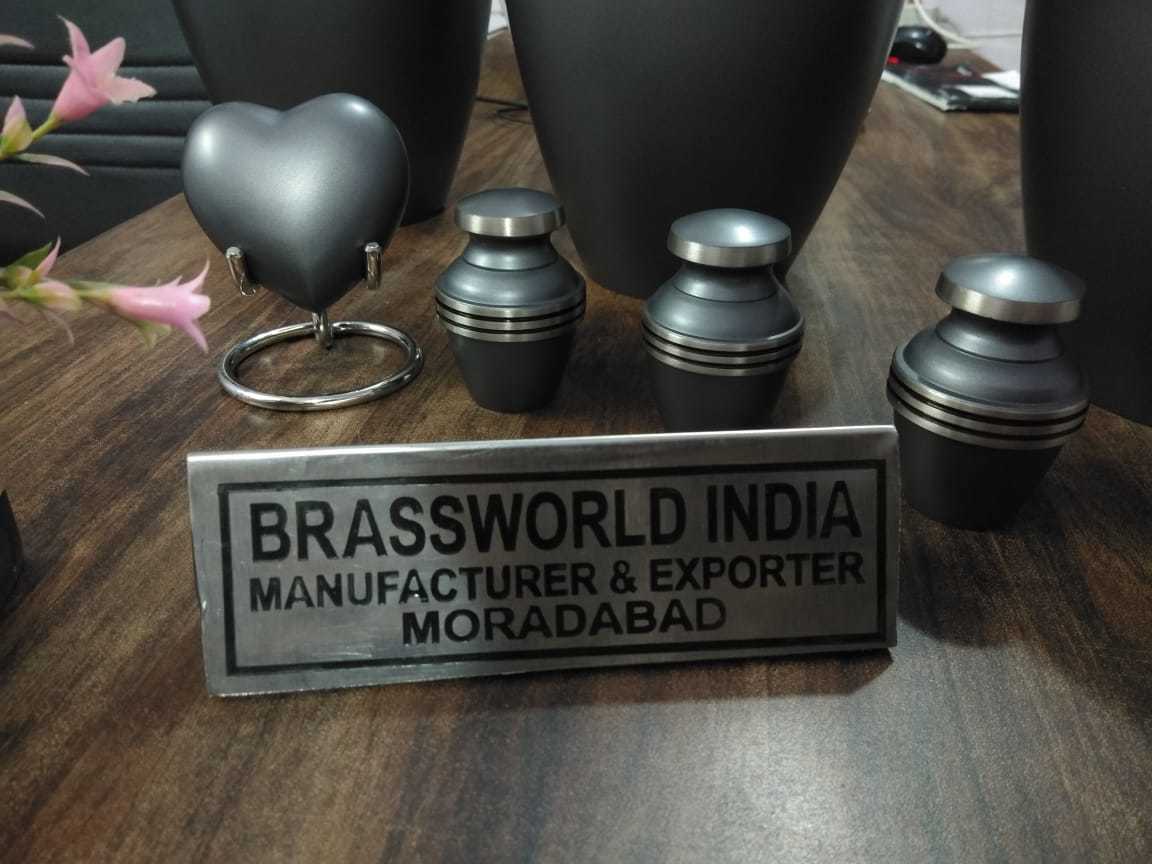 BRASSWORLD INDIA
MANUFACTURER & EXPORTER
MORADABAD